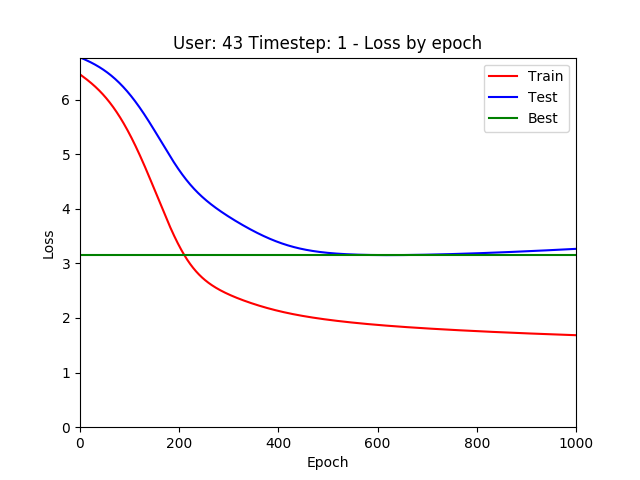 User: 43 Timestep: 1 - Loss by epoch
Train
Test
Best
6
5
4
3
2
1
0
Loss
0 200 400 600 800 1000
Epoch